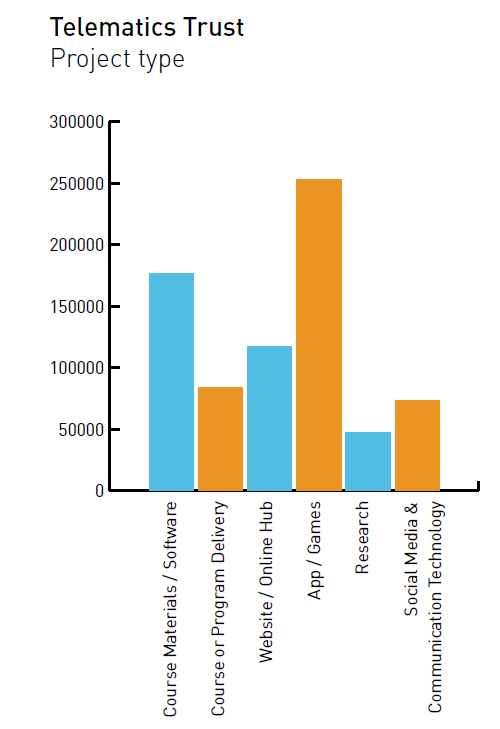 Telematics Trust
Project type
300000
250000
200000
150000
100000
50000
0
Course Materials / Software
Course or Program Delivery
Website / Online Hub
App / Games
Research
Social Media &
Communication Technology